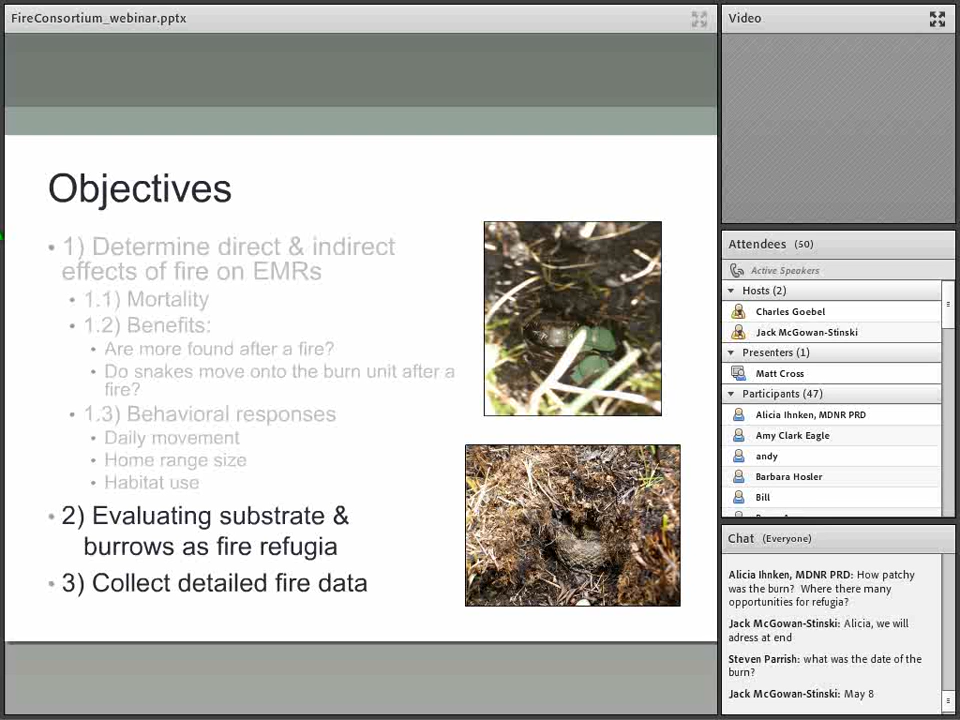 FireConsortium_webinar.pptx
Objectives
• 1) Determine direct & indirect
effects of fire on EMRs
• 1.1) Mortality
• 1.2) Benefits:
• Are more found after a fire?
• Do snakes move onto the burn unit after a
fire?
• 1.3) Behavioral responses
• Daily movement
• Home range size
• Habitat use
• 2) Evaluating substrate &
burrows as fire refugia
• 3) Collect detailed fire data
Video
Attendees (50)
Active Speakers
Hosts (2)
Charles Goebel
Jack McGowan-Stinski
Presenters (1)
Matt Cross
Participants (47)
Alicia Ihnken, MDNR PRD
Amy Clark Eagle
andy
Barbara Hosler
Bill
Chat (Everyone)
Alicia Ihnken, MDNR PRD: How patchy
was the burn? Where there many
opportunities for refugia?
Jack McGowan-Stinski: Alicia, we will
adress at end
Steven Parrish: what was the date of the
burn?
Jack McGowan-Stinski: May 8